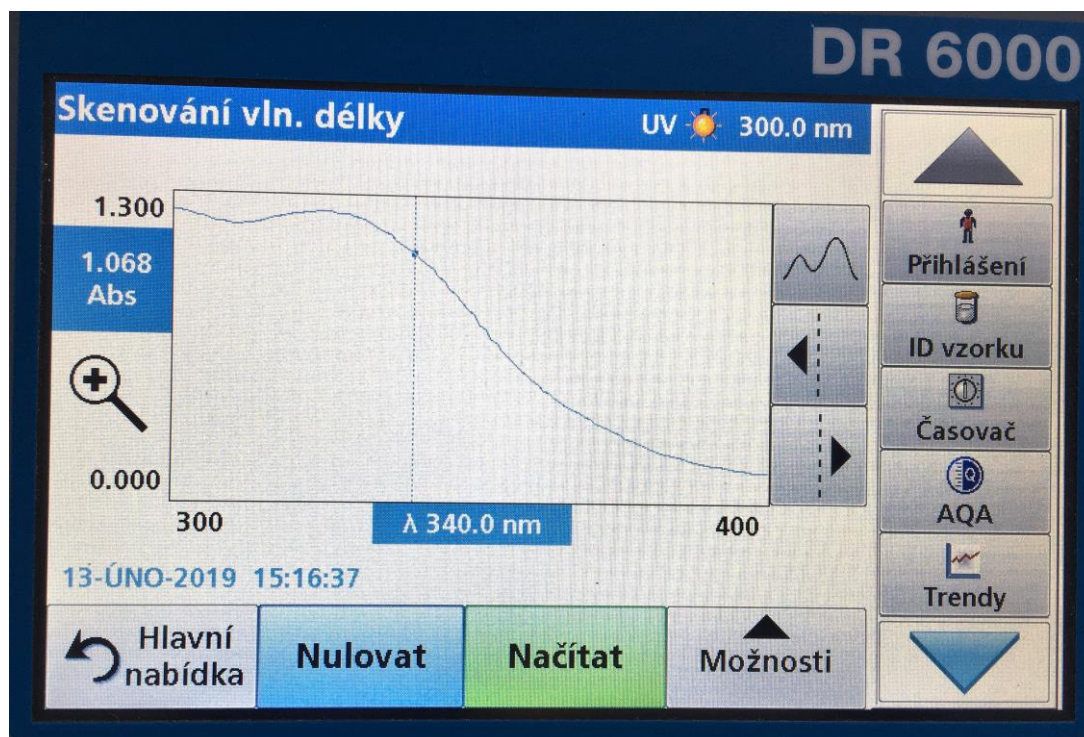 DR 6000
Skenování vln. délky UV 300.0 nm
1.300
1.068
Abs
0.000
300 λ 340.0 nm 400
13-ÚNO-2019 15:16:37
Hlavní
nabídka
Nulovat
Načítat
Možnosti
Přihlášení
ID vzorku
Časovač
AQA
Trendy